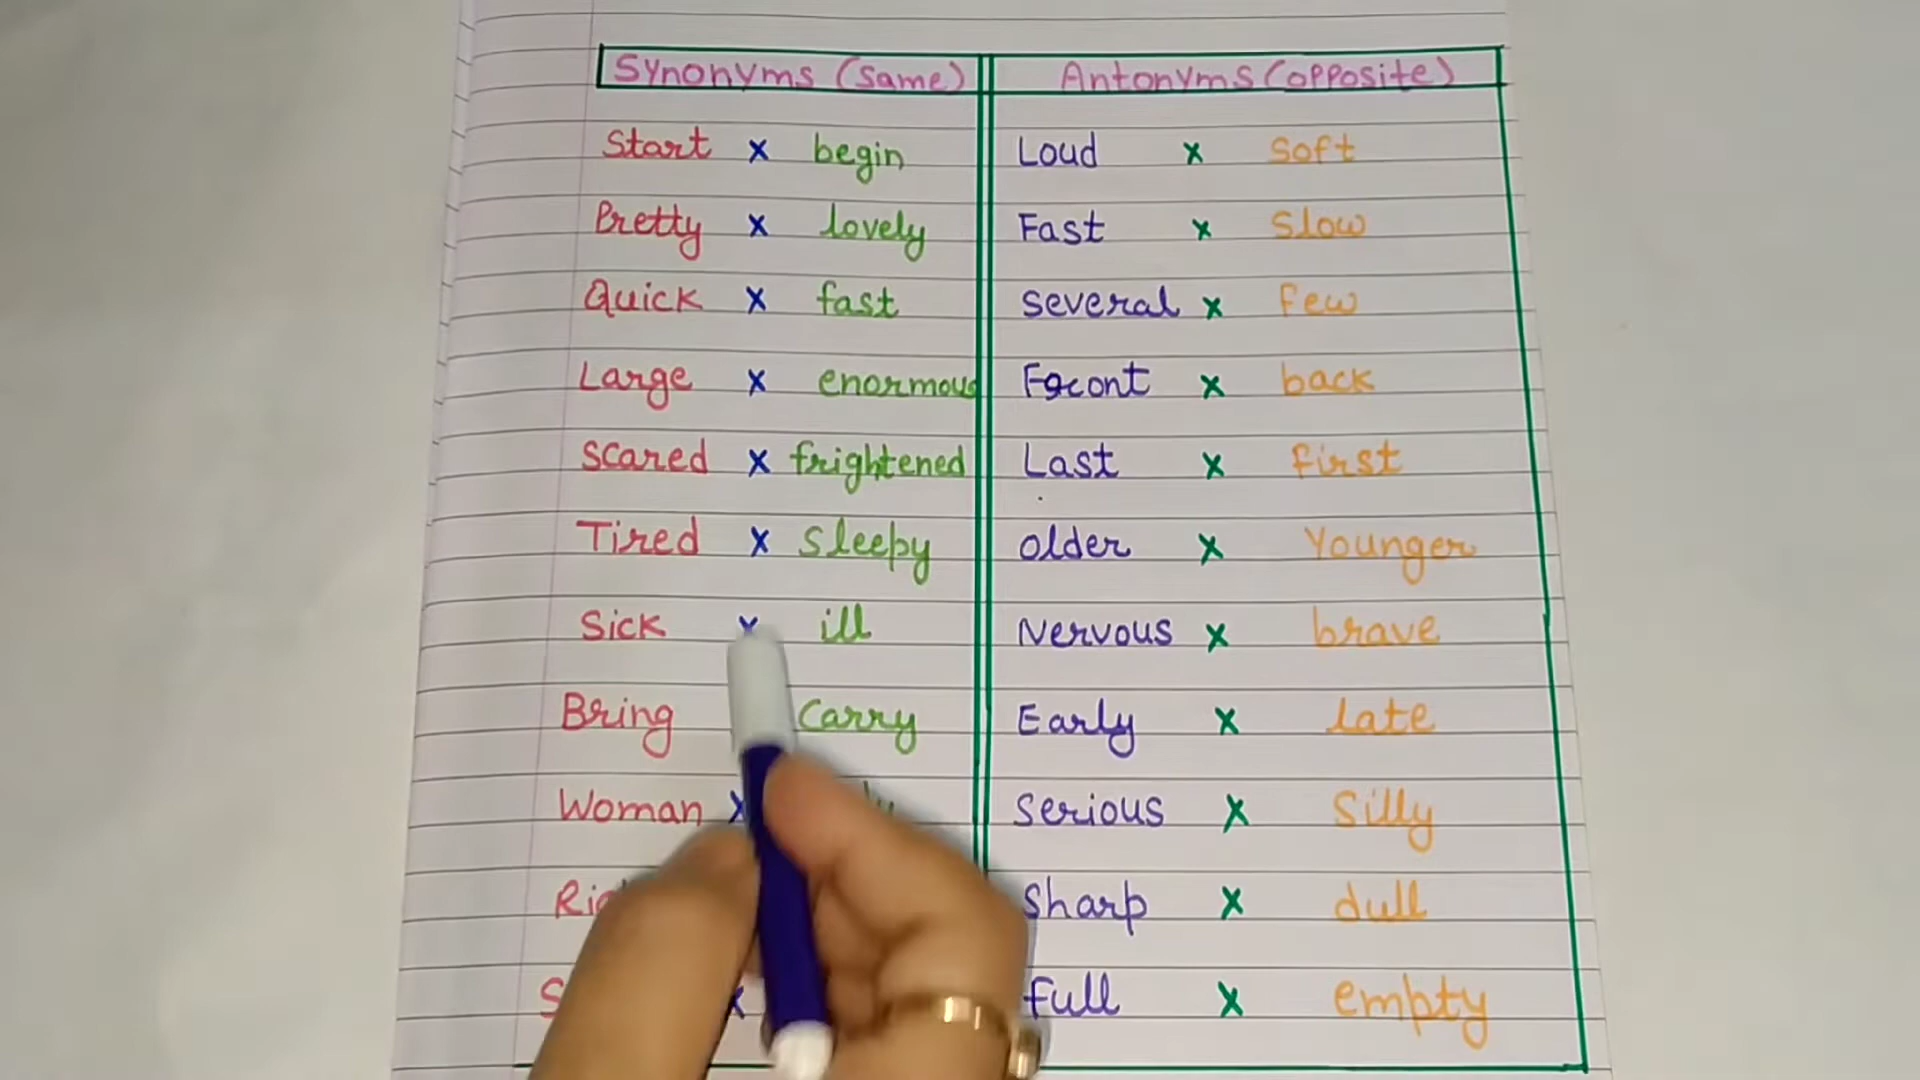 Synonyms (same) Antonyms (opposite)
Start x begin Loud x soft
Pretty x lovely Fast x slow
Quick x fast several x few
Large x enormous Front x back
Scared x frightened Last x first
Tired x sleepy older x Younger
Sick x ill Nervous x brave
Bring Carry Early x late
Woman x Serious x Silly
Sharp x dull
x full x empty